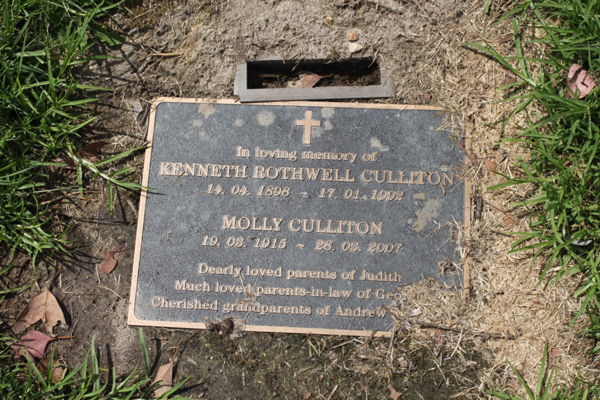 In loving memory of
KENNETH ROTHWELL CULLITON
14. 04. 1898 - 17. 01. 1992
MOLLY CULLITON
19. 03. 1915 - 28. 03. 2007
Dearly loved parents of Judith
Much loved parents-in-law of
Cherished grandparents of Andrew